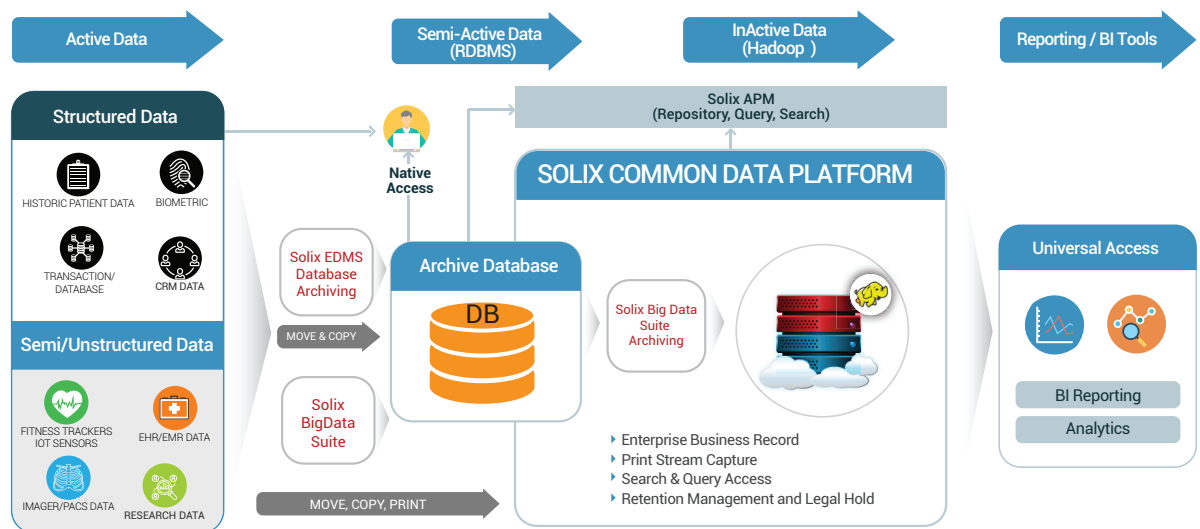 Active Data
Semi-Active Data
(RDBMS)
InActive Data
(Hadoop )
Reporting / BI Tools
Structured Data
HISTORIC PATIENT DATA
BIOMETRIC
TRANSACTION/
DATABASE
CRM DATA
Semi/Unstructured Data
FITNESS TRACKERS
IOT SENSORS
EHR/EMR DATA
IMAGER/PACS DATA
RESEARCH DATA
Native
Access
Solix EDMS
Database
Archiving
MOVE & COPY
Solix
BigData
Suite
MOVE, COPY, PRINT
Archive Database
DB
Solix APM
(Repository, Query, Search)
SOLIX COMMON DATA PLATFORM
Solix Big Data
Suite
Archiving
Enterprise Business Record
Print Stream Capture
Search & Query Access
Retention Management and Legal Hold
Universal Access
BI Reporting
Analytics